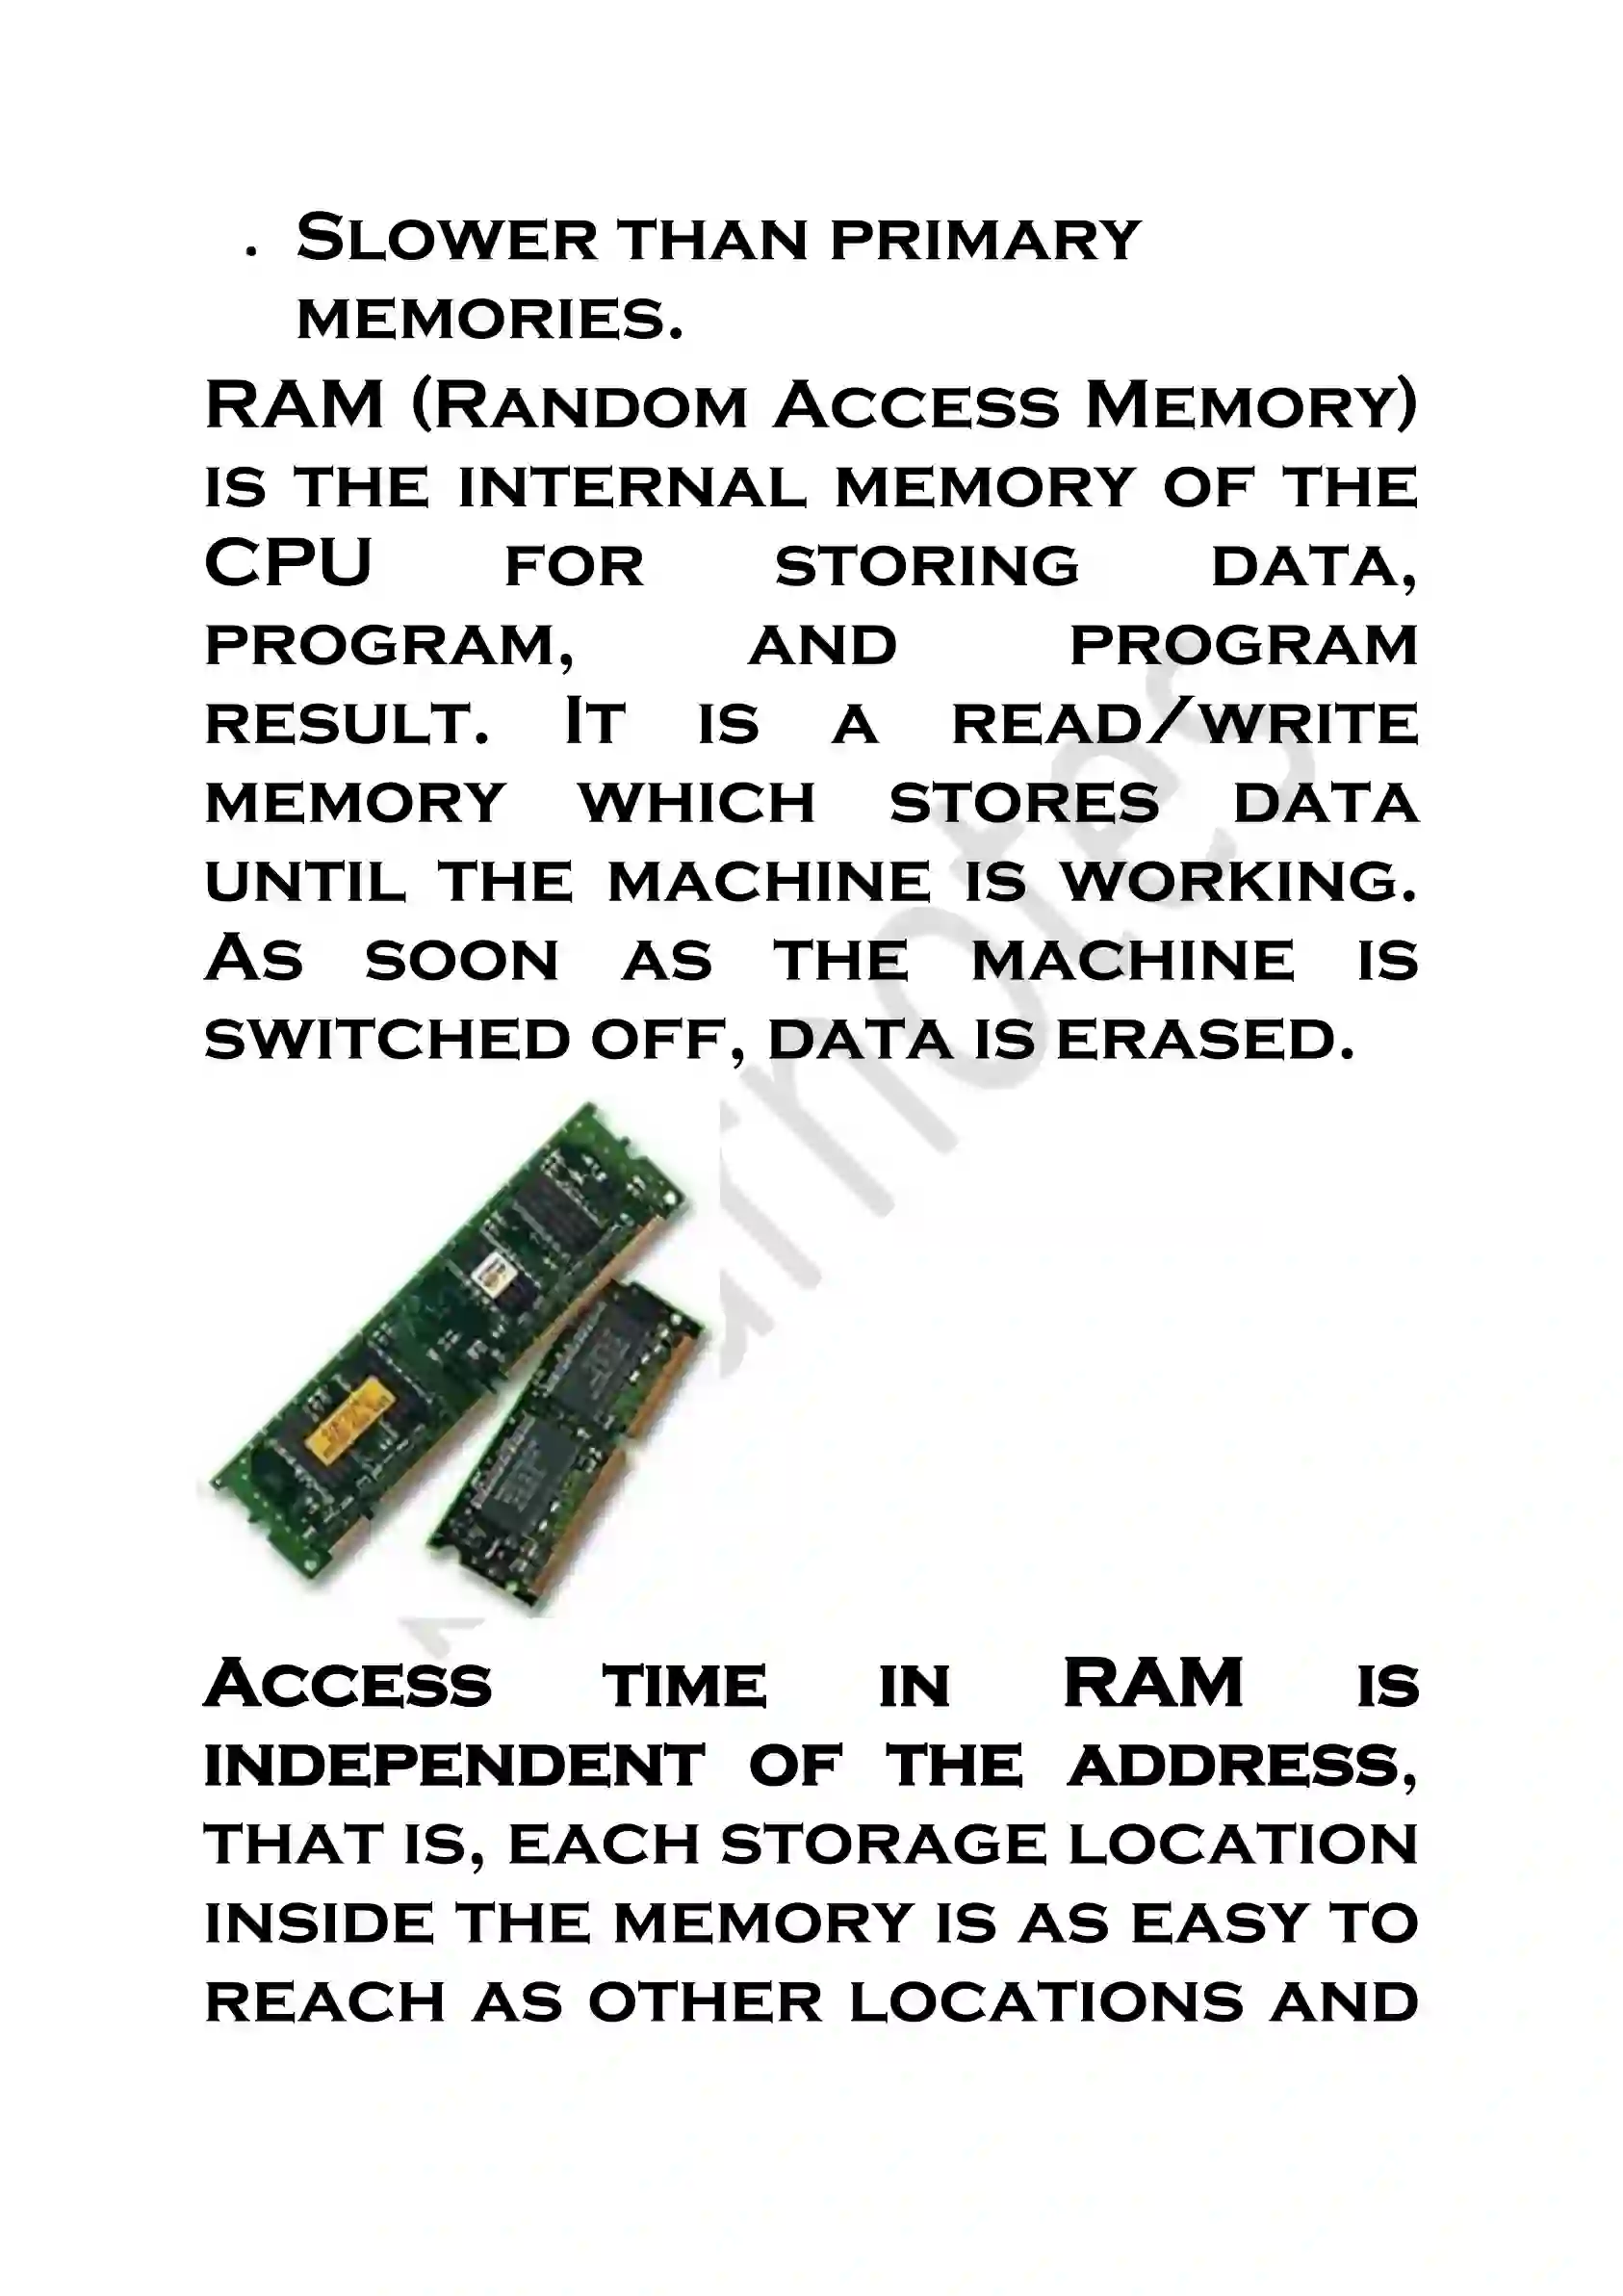 . Slower than primary
memories.
RAM (Random Access Memory)
is the internal memory of the
CPU for storing data,
program, and program
result. It is a read/write
memory which stores data
until the machine is working.
As soon as the machine is
switched off, data is erased.
Access time in RAM is
independent of the address,
that is, each storage location
inside the memory is as easy to
reach as other locations and